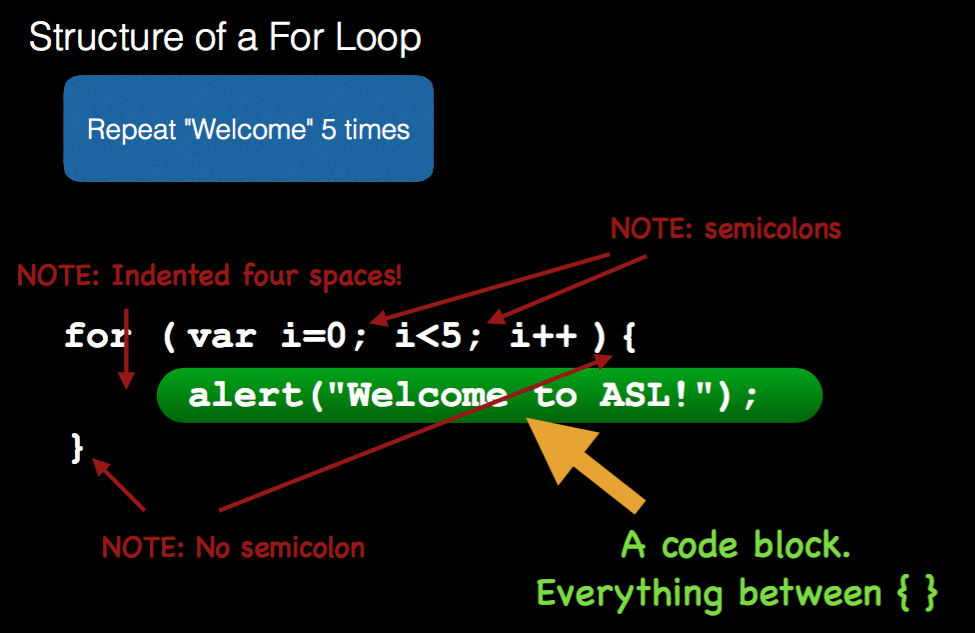 Structure of a For Loop
Repeat "Welcome" 5 times
NOTE: semicolons
NOTE: Indented four spaces!
for (var i=0; i<5; i++ ){
alert("Welcome to ASL!");
}
NOTE: No semicolon
A code block.
Everything between { }